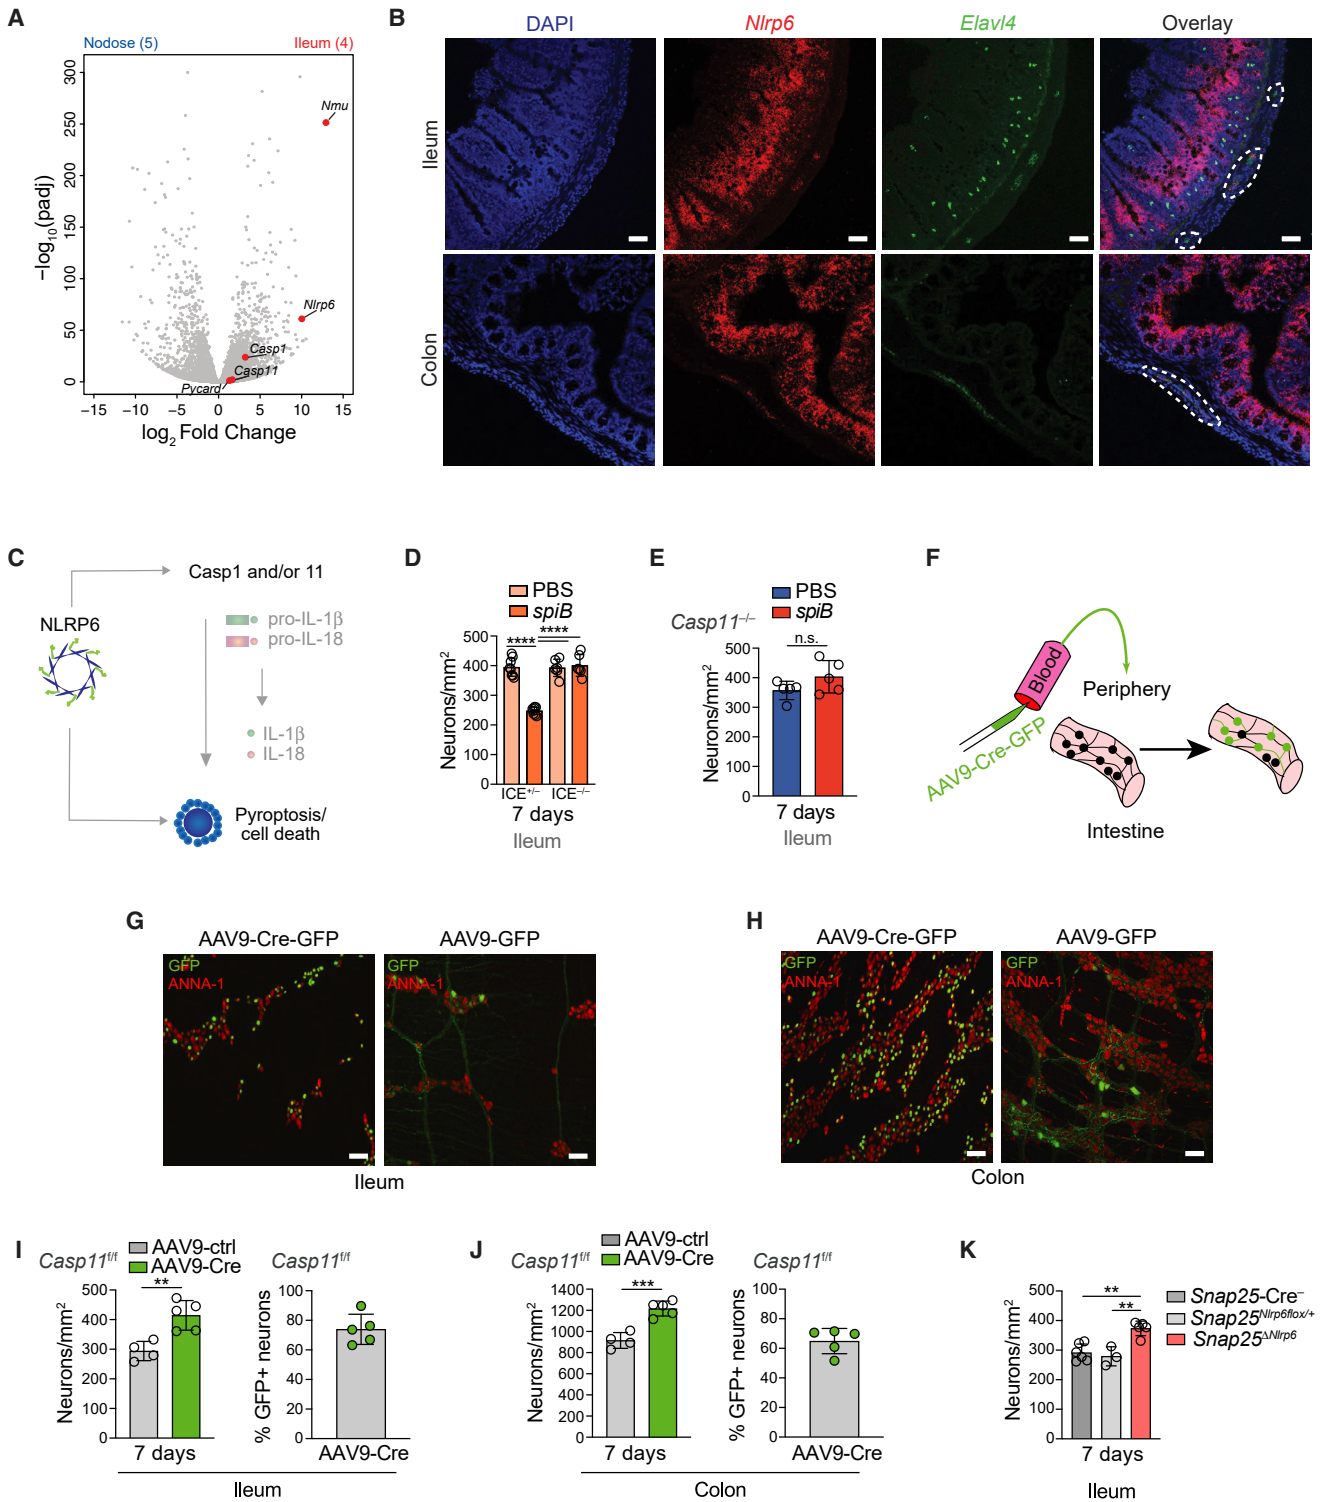 A
Nodose (5)
Ileum (4)
300
250
200
150
100
50
0
−log10(padj)
Nmu
Nlrp6
Casp1
Casp11
Pycard
−15 −10 −5 0 5 10 15
log2 Fold Change
B
DAPI
Nlrp6
Elavl4
Overlay
Ileum
Colon
C
Casp1 and/or 11
NLRP6
pro-IL-1β
pro-IL-18
IL-1β
IL-18
Pyroptosis/
cell death
D
PBS
spiB
500
400
300
200
100
0
Neurons/mm2
**** ****
ICE+/− ICE−/−
7 days
Ileum
E
PBS
spiB
Casp11−/−
n.s.
500
400
300
200
100
0
Neurons/mm2
7 days
Ileum
F
Blood
Periphery
AAV9-Cre-GFP
Intestine
G
AAV9-Cre-GFP
AAV9-GFP
GFP
ANNA-1
GFP
ANNA-1
Ileum
H
AAV9-Cre-GFP
AAV9-GFP
GFP
ANNA-1
GFP
ANNA-1
Colon
I
Casp11f/f
AAV9-ctrl
AAV9-Cre
**
500
400
300
200
100
0
Neurons/mm2
7 days
Casp11f/f
100
80
60
40
20
0
% GFP+ neurons
AAV9-Cre
Ileum
J
Casp11f/f
AAV9-ctrl
AAV9-Cre
***
1400
1200
1000
800
600
400
200
0
Neurons/mm2
7 days
Casp11f/f
100
80
60
40
20
0
% GFP+ neurons
AAV9-Cre
Colon
K
**
**
500
400
300
200
100
0
Neurons/mm2
Snap25-Cre−
Snap25Nlrp6flox/+
Snap25ΔNlrp6
7 days
Ileum